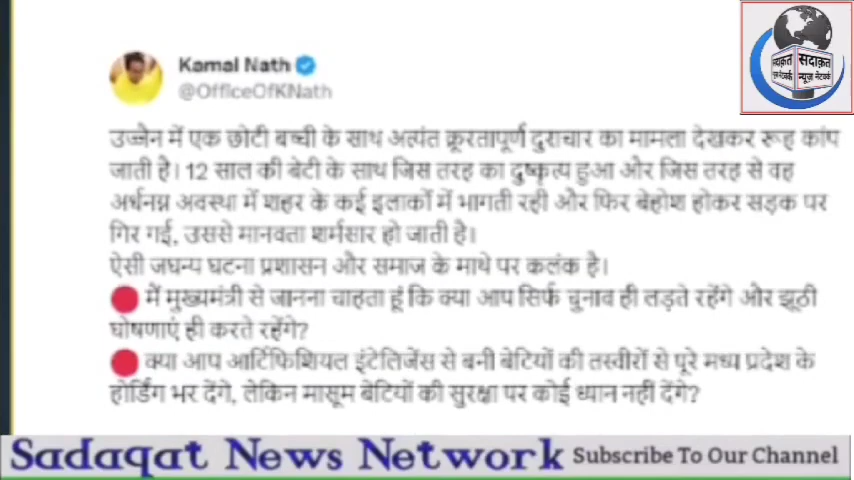 सदाक़त
न्यूज़ नेटवर्क
Kamal Nath
@OfficeOfKNath
उज्जैन में एक छोटी बच्ची के साथ अत्यंत क्रूरतापूर्ण दुराचार का मामला देखकर रूह कांप
जाती है। 12 साल की बेटी के साथ जिस तरह का दुष्कृत्य हुआ और जिस तरह से वह
अर्धनग्न अवस्था में शहर के कई इलाकों में भागती रही और फिर बेहोश होकर सड़क पर
गिर गई, उससे मानवता शर्मसार हो जाती है।
ऐसी जघन्य घटना प्रशासन और समाज के माथे पर कलंक है।
में मुख्यमंत्री से जानना चाहता हूं कि क्या आप सिर्फ चुनाव ही लड़ते रहेंगे और झूठी
घोषणाएं ही करते रहेंगे?
क्या आप आर्टिफिशियल इंटेलिजेंस से बनी बेटियों की तस्वीरों से पूरे मध्य प्रदेश के
होर्डिंग भर देंगे, लेकिन मासूम बेटियों की सुरक्षा पर कोई ध्यान नहीं देंगे?
Sadaqat News Network Subscribe To Our Channel